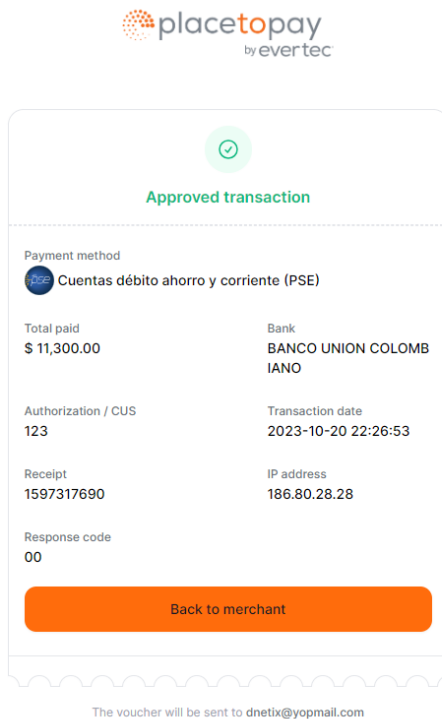 placetopay
by evertec
Approved transaction
Payment method
pse Cuentas débito ahorro y corriente (PSE)
Total paid
$ 11,300.00
Bank
BANCO UNION COLOMB
IANO
Authorization / CUS
123
Transaction date
2023-10-20 22:26:53
Receipt
1597317690
IP address
186.80.28.28
Response code
00
Back to merchant
The voucher will be sent to dnetix@yopmail.com